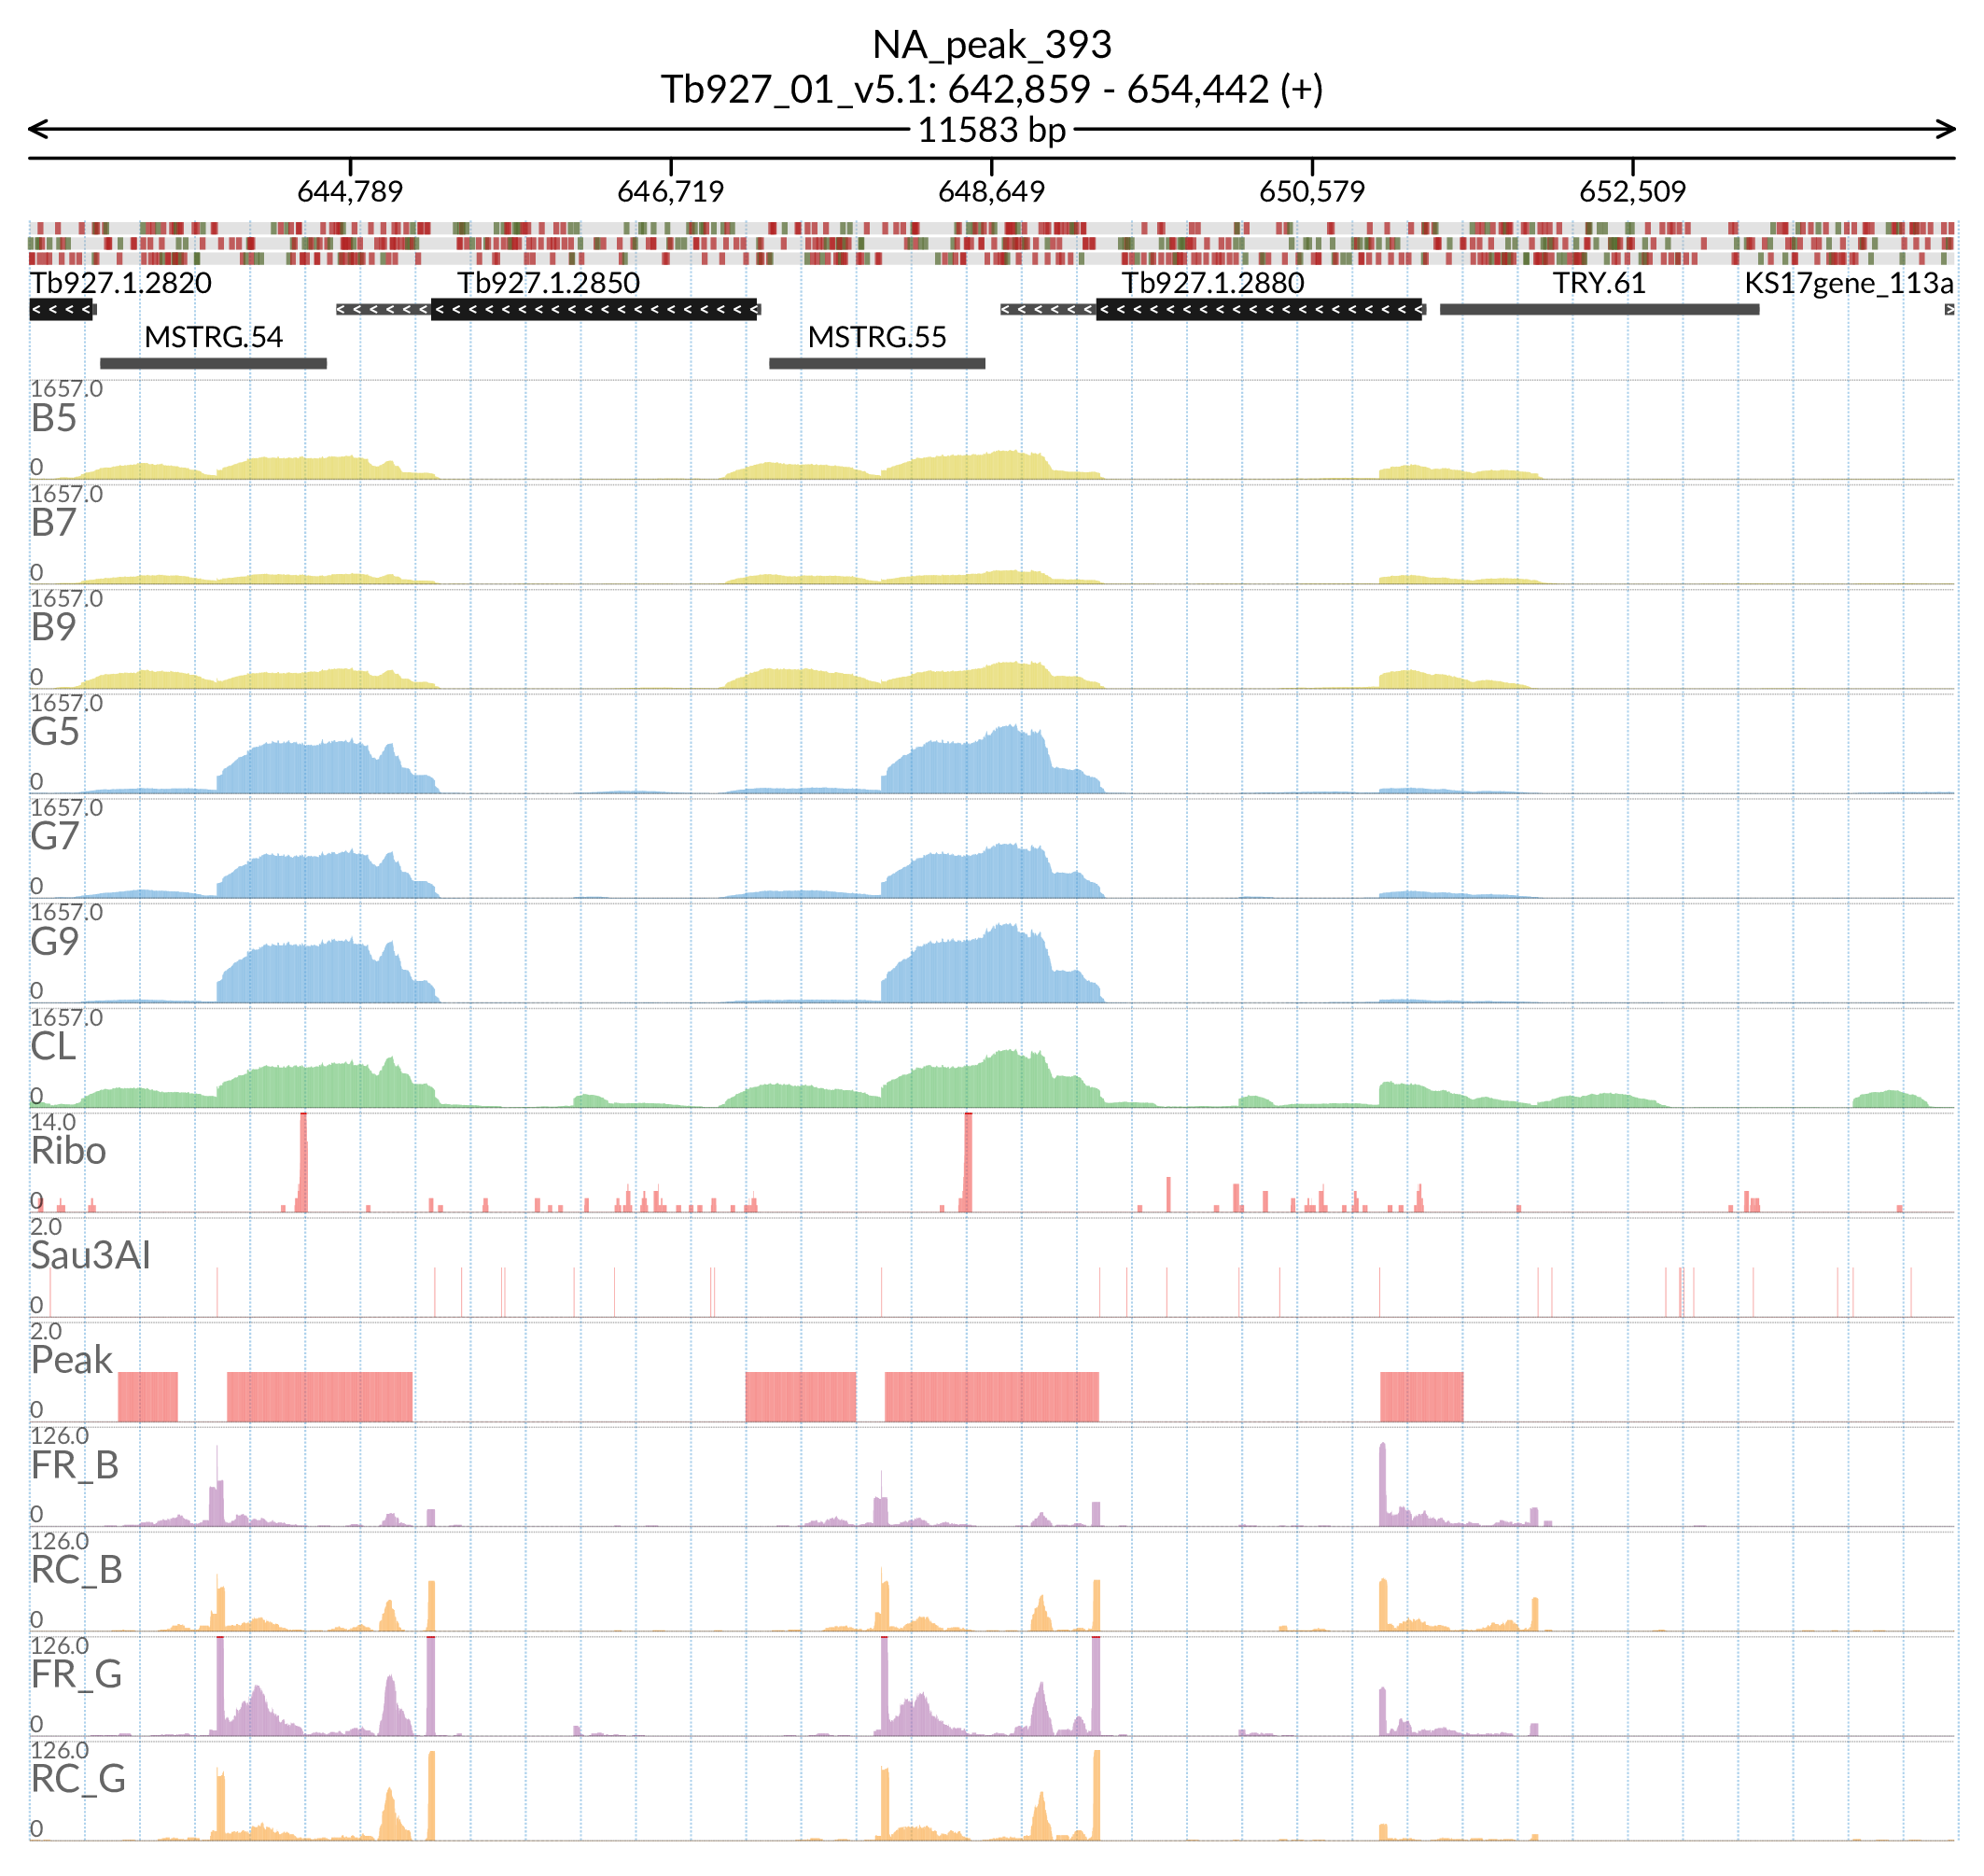 NA_peak_393
Tb927_01_v5.1: 642,859 - 654,442 (+)
11583 bp
644,789 646,719 648,649 650,579 652,509
Tb927.1.2820 Tb927.1.2850 Tb927.1.2880 TRY.61 KS17gene_113a
MSTRG.54 MSTRG.55
1657.0
B5
0
1657.0
B7
0
1657.0
B9
0
1657.0
G5
0
1657.0
G7
0
1657.0
G9
0
1657.0
CL
0
14.0
Ribo
0
2.0
Sau3AI
0
2.0
Peak
0
126.0
FR_B
0
126.0
RC_B
0
126.0
FR_G
0
126.0
RC_G
0